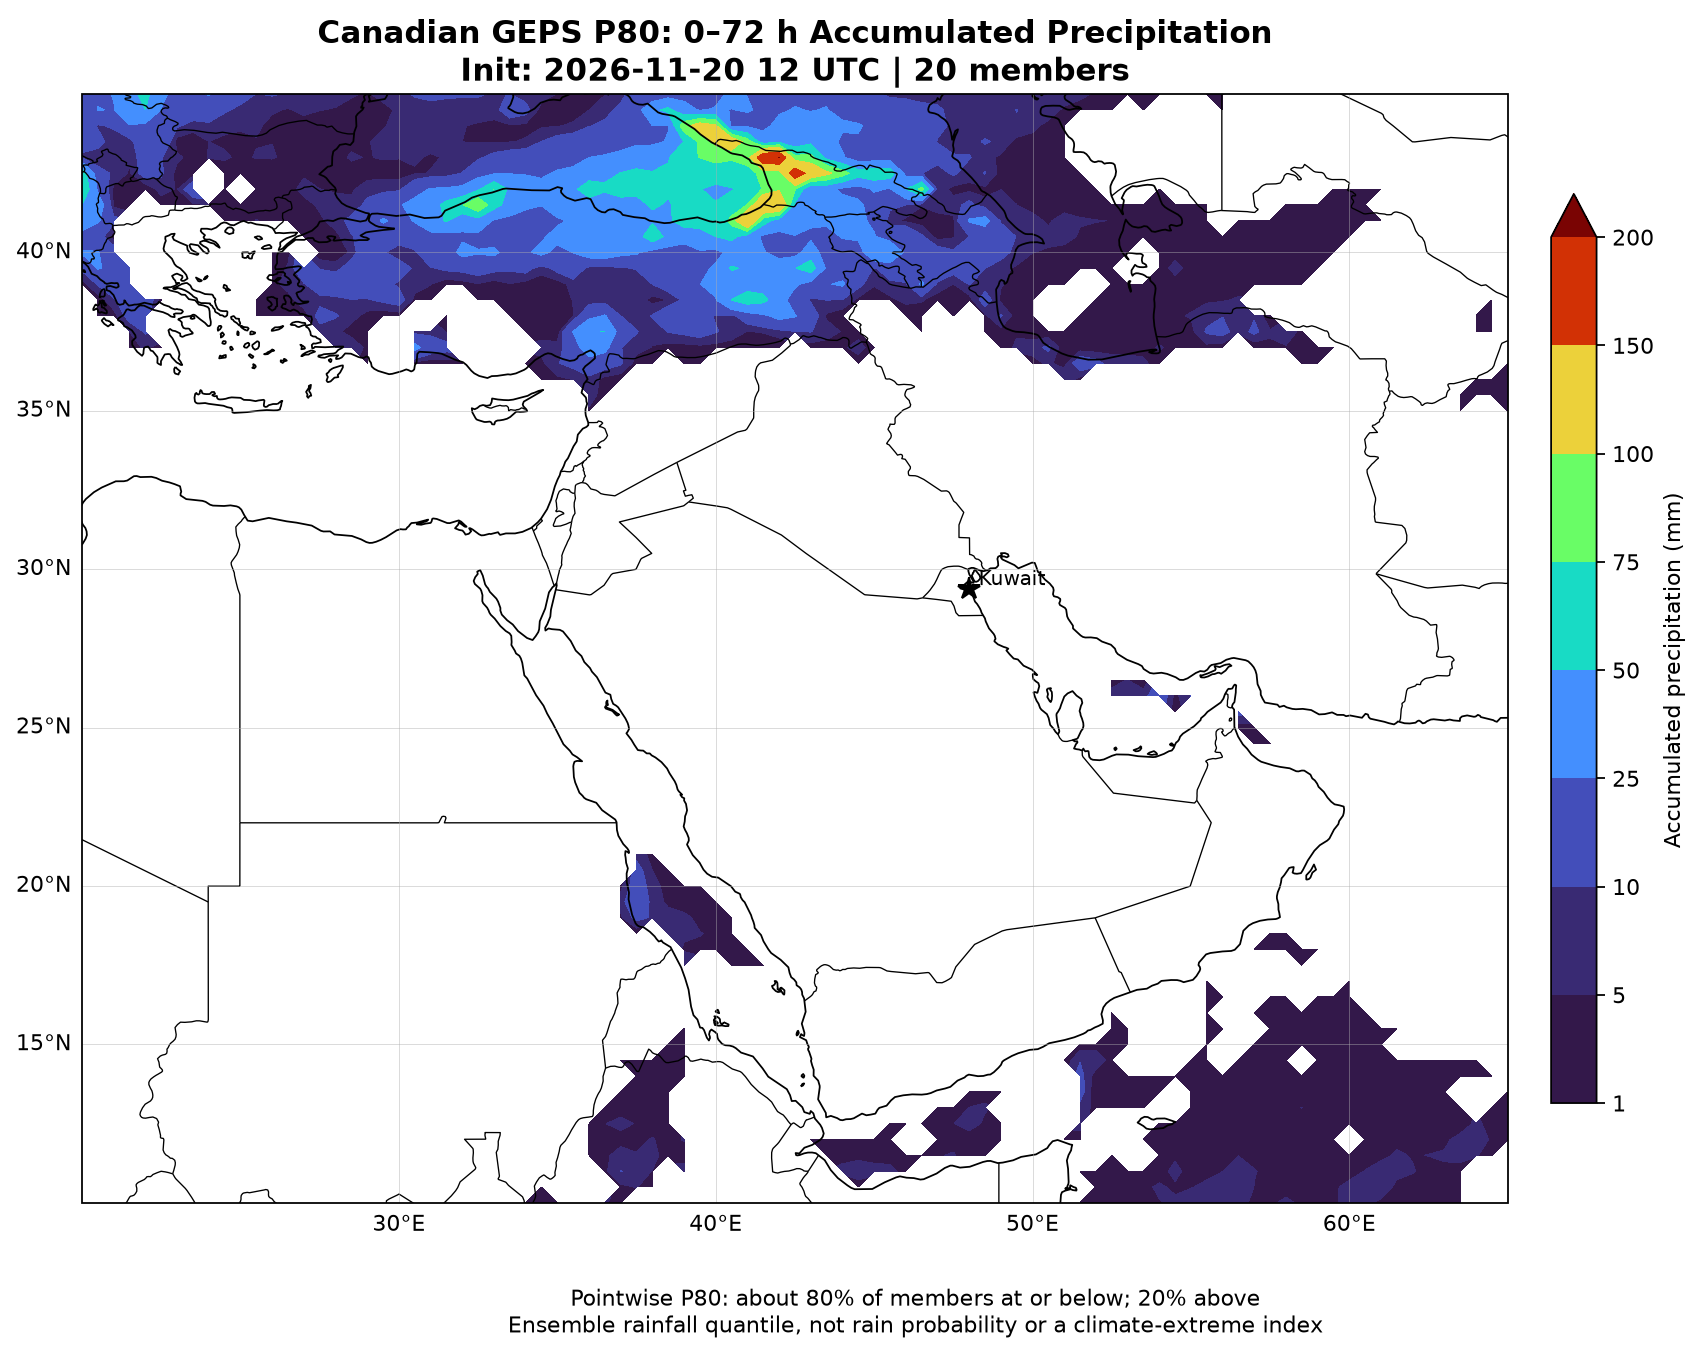 Canadian GEPS P80: 0–72 h Accumulated Precipitation
Init: 2026-11-20 12 UTC | 20 members
40°N
35°N
30°N
25°N
20°N
15°N
30°E
40°E
50°E
60°E
Kuwait
200
150
100
75
50
25
10
5
1
Accumulated precipitation (mm)
Pointwise P80: about 80% of members at or below; 20% above
Ensemble rainfall quantile, not rain probability or a climate-extreme index